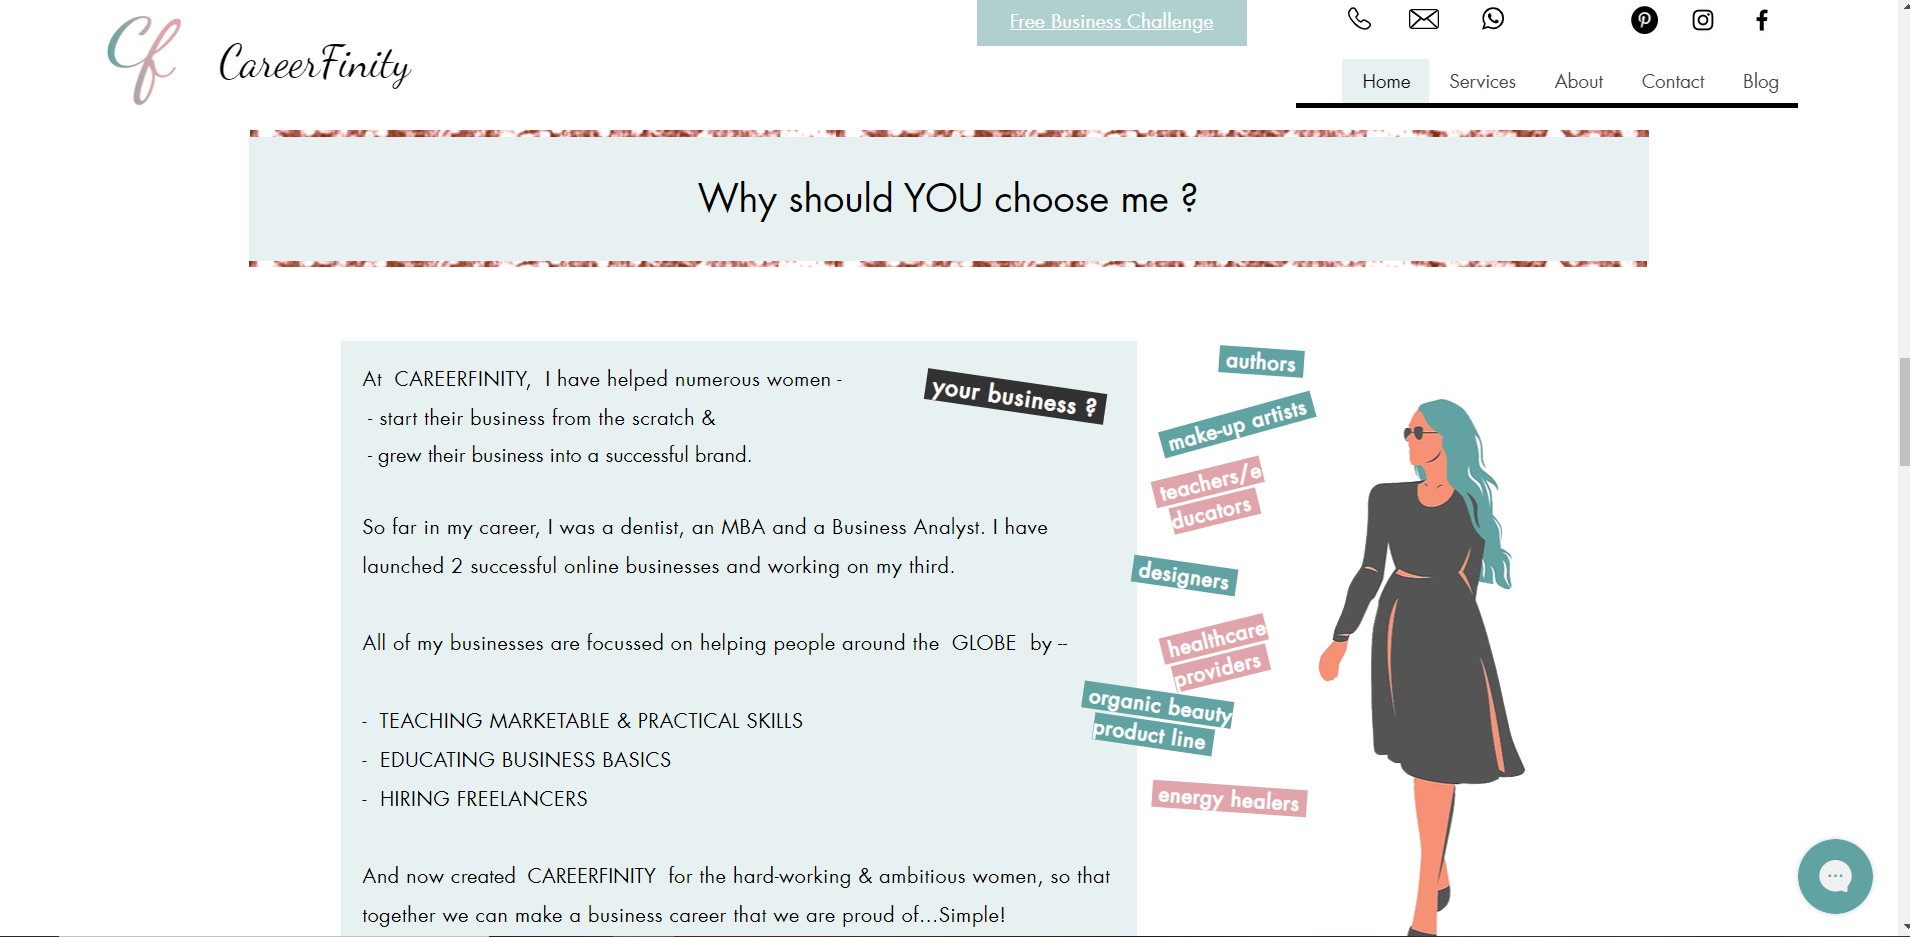 Free Business Challenge
Cf
CareerFinity
Home Services About Contact Blog
Why should YOU choose me ?
At CAREERFINITY, I have helped numerous women -
- start their business from the scratch &
- grew their business into a successful brand.
So far in my career, I was a dentist, an MBA and a Business Analyst. I have
launched 2 successful online businesses and working on my third.
All of my businesses are focussed on helping people around the GLOBE by --
- TEACHING MARKETABLE & PRACTICAL SKILLS
- EDUCATING BUSINESS BASICS
- HIRING FREELANCERS
And now created CAREERFINITY for the hard-working & ambitious women, so that
together we can make a business career that we are proud of...Simple!
your business ?
authors
make-up artists
teachers/e
ducators
designers
healthcare
providers
organic beauty
product line
energy healers